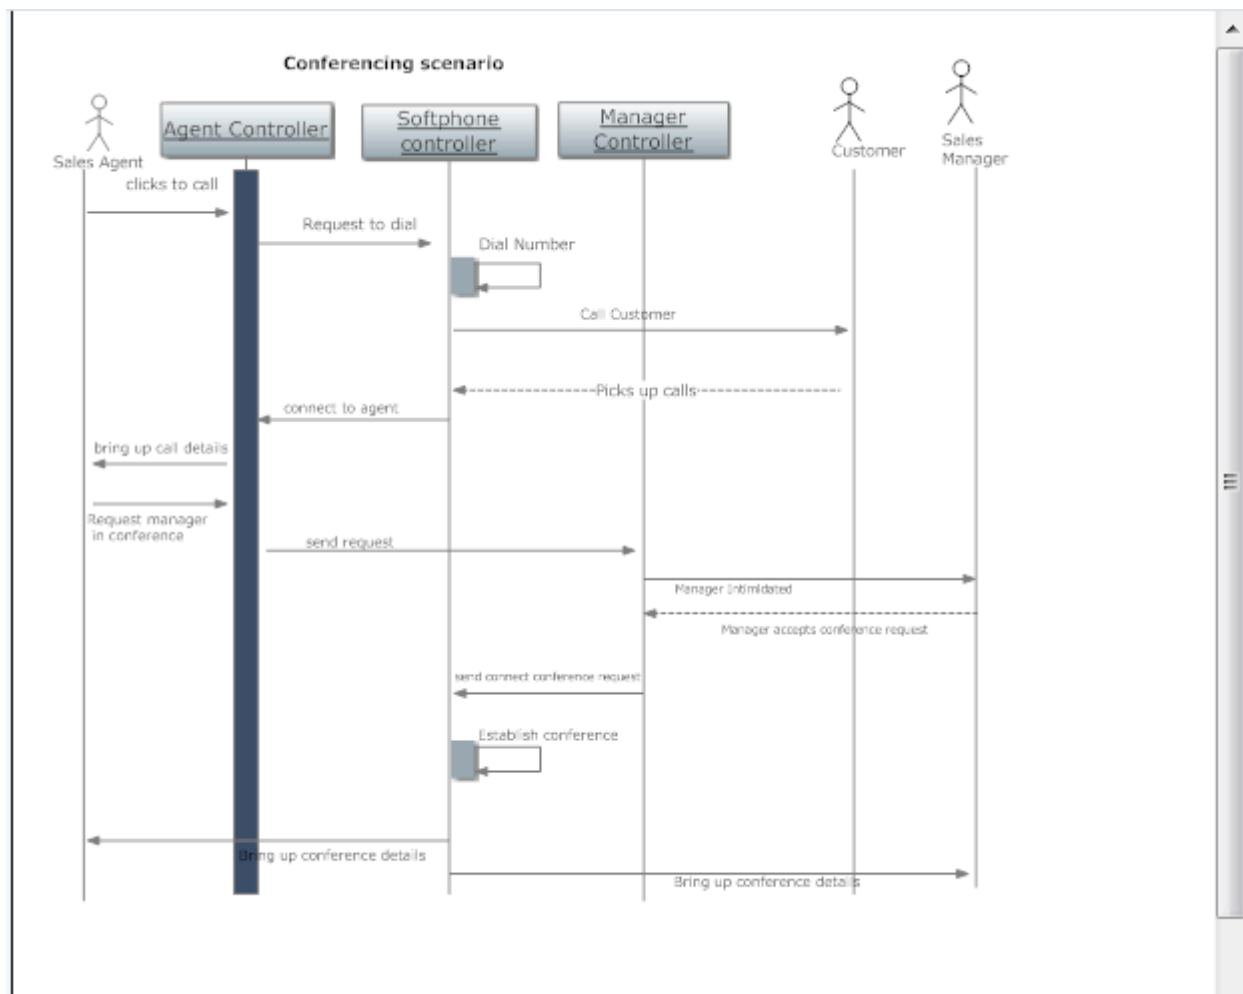 Conferencing scenario
Sales Agent
Agent Controller
Softphone
controller
Manager
Controller
Customer
Sales
Manager
clicks to call
Request to dial
Dial Number
Call Customer
Picks up calls
connect to agent
bring up call details
Request manager
in conference
send request
Manager Intimidated
Manager accepts conference request
send connect conference request
Establish conference
Bring up conference details
Bring up conference details